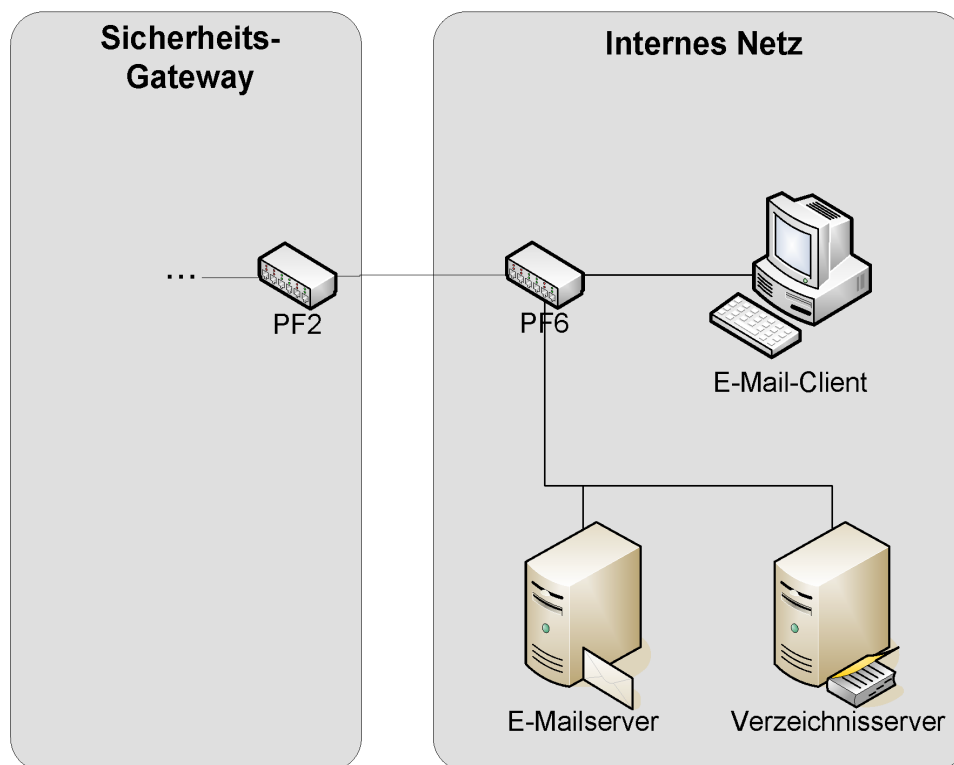 Sicherheits-
Gateway
Internes Netz
...
PF2
PF6
E-Mail-Client
E-Mailserver
Verzeichnisserver